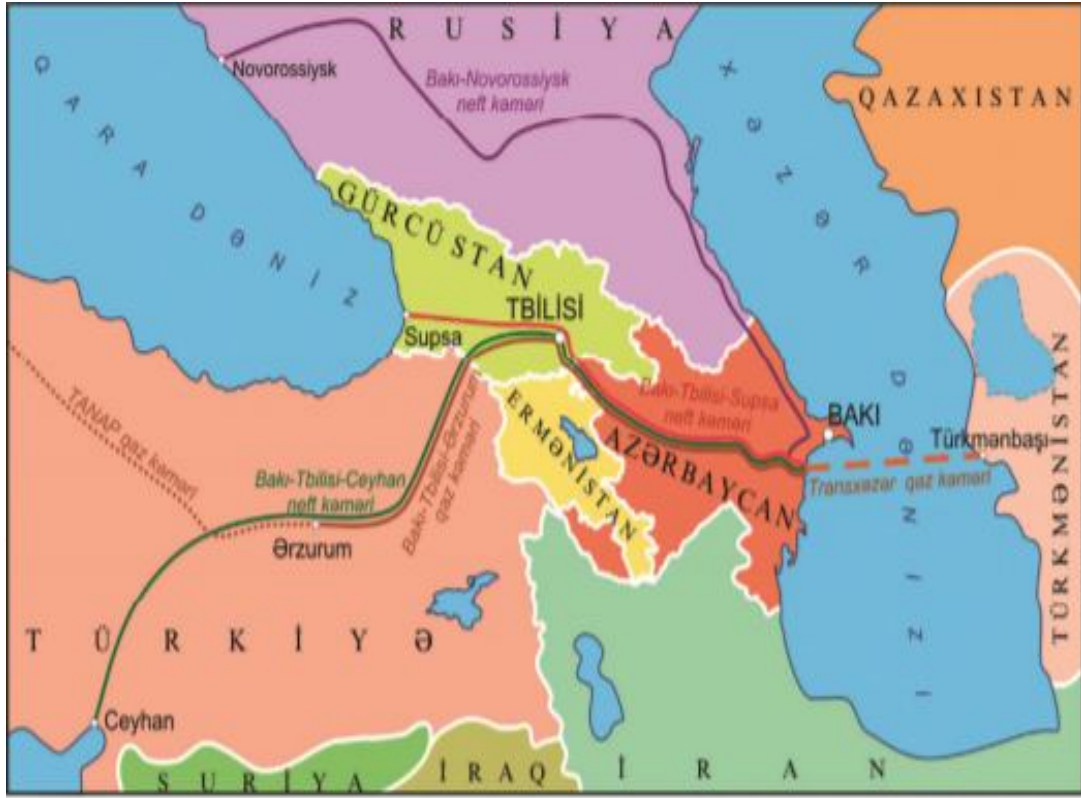 RUSİYA
Novorossiysk
Bakı-Novorossiysk
neft kəməri
QARA DƏNİZ
XƏZƏR DƏNİZİ
QAZAXISTAN
GÜRCÜSTAN
TBİLİSİ
Supsa
TANAP qaz kəməri
Bakı-Tbilisi-Supsa
neft kəməri
ERMƏNİSTAN
AZƏRBAYCAN
BAKI
Türkmənbaşı
Transxəzər qaz kəməri
TÜRKMƏNİSTAN
Bakı-Tbilisi-Ceyhan
neft kəməri
Bakı-Tbilisi-Ərzurum
qaz kəməri
Ərzurum
TÜRKİYƏ
Ceyhan
SURİYA
İRAQ
İRAN